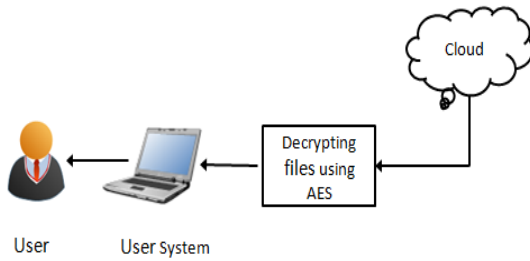 Cloud
Decrypting
files using
AES
User
User System